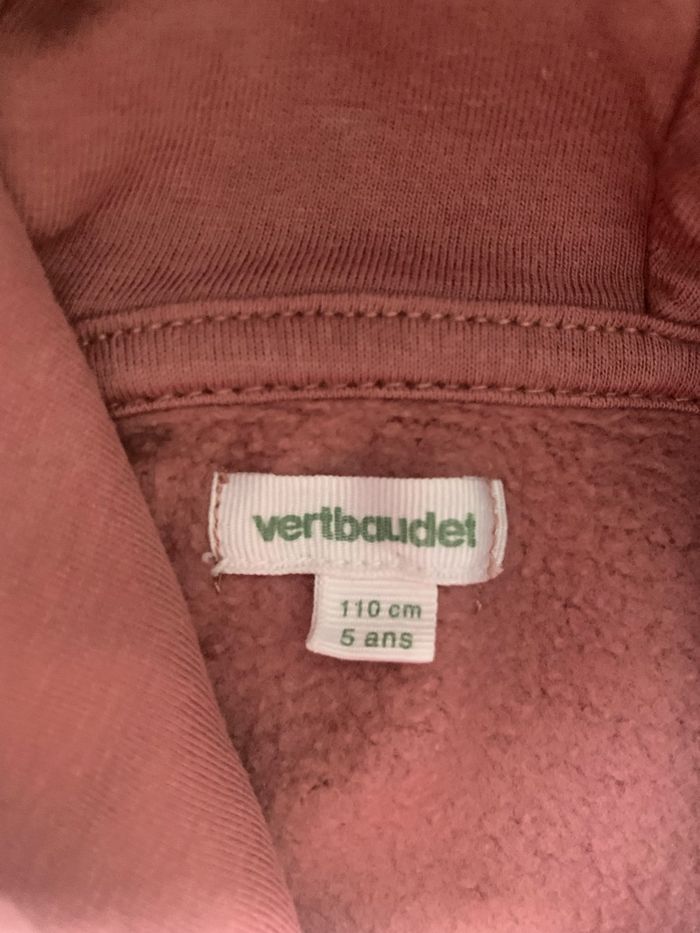 vertbaudet
110 cm
5 ans